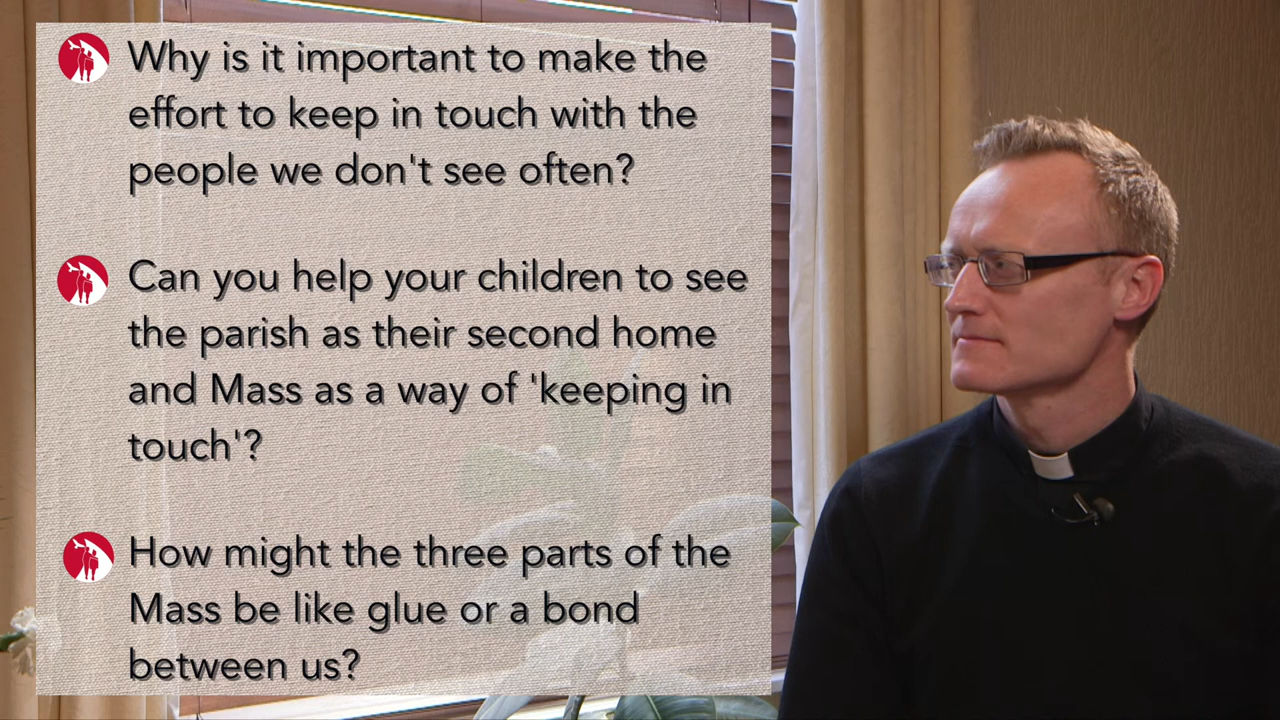 Why is it important to make the
effort to keep in touch with the
people we don't see often?
Can you help your children to see
the parish as their second home
and Mass as a way of 'keeping in
touch'?
How might the three parts of the
Mass be like glue or a bond
between us?